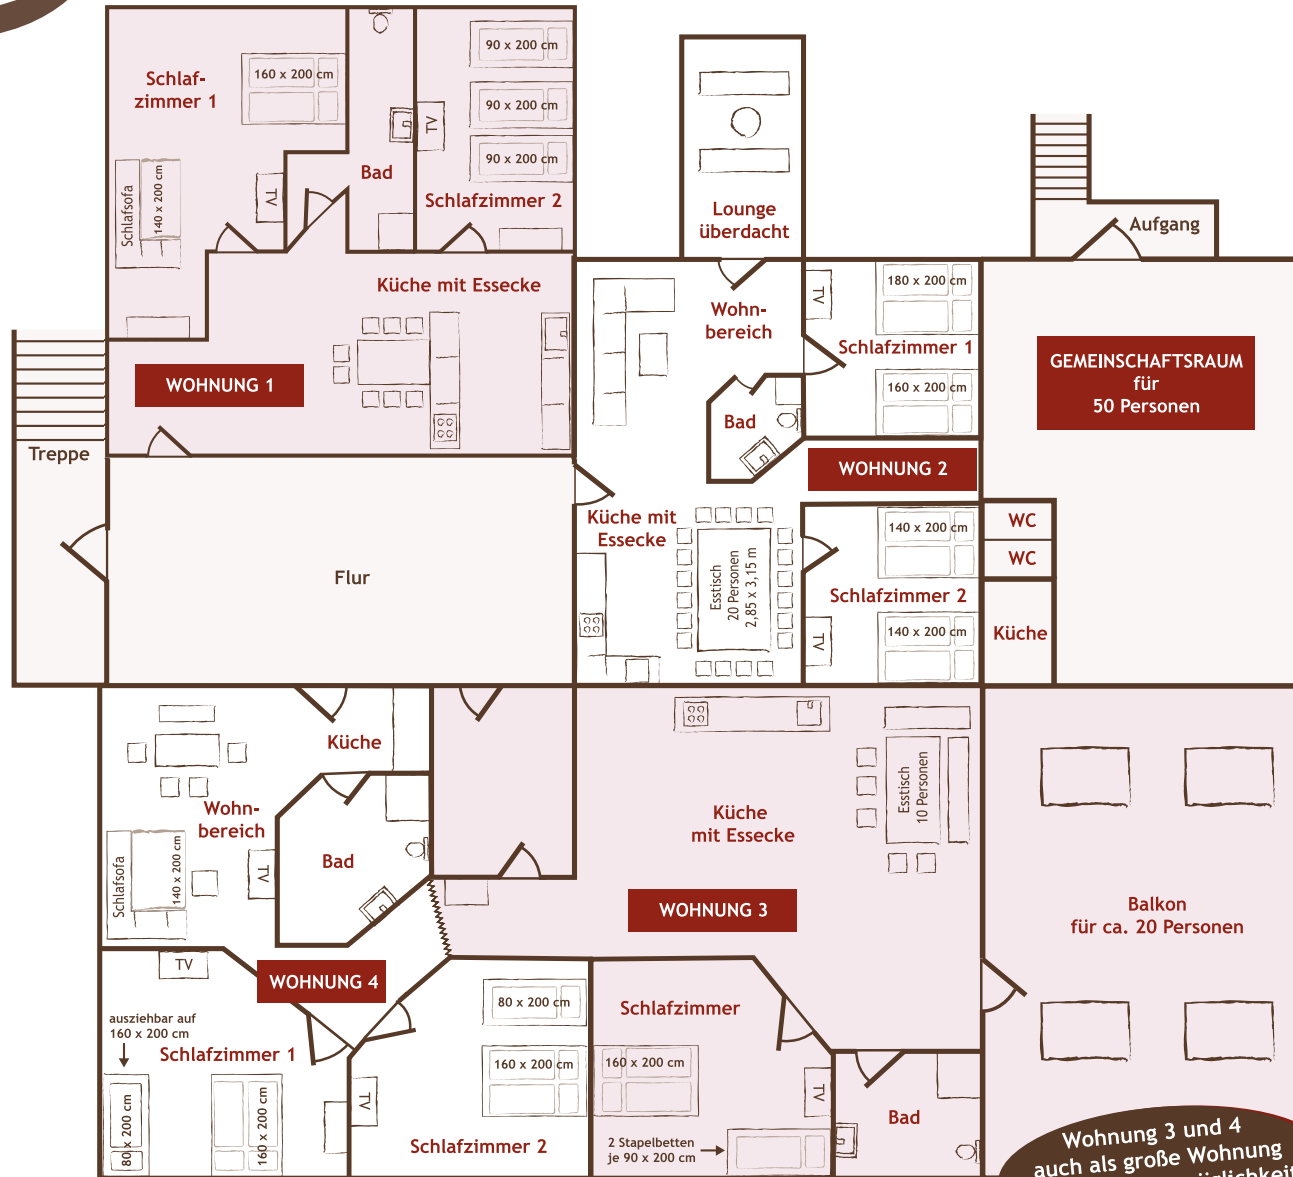 Schlaf-
zimmer 1
160 x 200 cm
Schlafsofa
140 x 200 cm
TV
Bad
TV
90 x 200 cm
90 x 200 cm
90 x 200 cm
Schlafzimmer 2
Küche mit Essecke
WOHNUNG 1
Treppe
Flur
Lounge
überdacht
Wohn-
bereich
TV
180 x 200 cm
Schlafzimmer 1
160 x 200 cm
Bad
WOHNUNG 2
Küche mit
Essecke
Esstisch
20 Personen
2,85 x 3,15 m
140 x 200 cm
Schlafzimmer 2
140 x 200 cm
TV
Aufgang
GEMEINSCHAFTSRAUM
für
50 Personen
WC
WC
Küche
Küche
Wohn-
bereich
Schlafsofa
140 x 200 cm
TV
Bad
WOHNUNG 4
TV
ausziehbar auf
160 x 200 cm
Schlafzimmer 1
80 x 200 cm
160 x 200 cm
80 x 200 cm
160 x 200 cm
TV
Schlafzimmer 2
Küche
mit Essecke
Esstisch
10 Personen
WOHNUNG 3
Schlafzimmer
160 x 200 cm
TV
2 Stapelbetten
je 90 x 200 cm
Bad
Balkon
für ca. 20 Personen
Wohnung 3 und 4
auch als große Wohnung